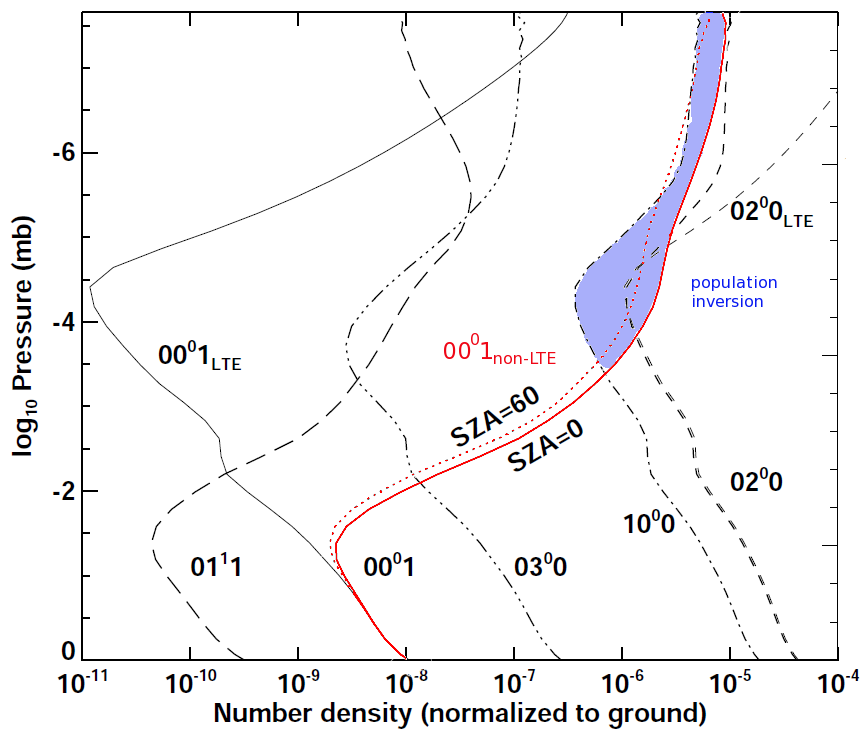 -6
02⁰0LTE
population
inversion
-4
00⁰1LTE
00⁰1non-LTE
SZA=60
SZA=0
-2
02⁰0
10⁰0
01¹1
00⁰1
03⁰0
0
10⁻¹¹ 10⁻¹⁰ 10⁻⁹ 10⁻⁸ 10⁻⁷ 10⁻⁶ 10⁻⁵ 10⁻⁴
Number density (normalized to ground)
log₁₀ Pressure (mb)